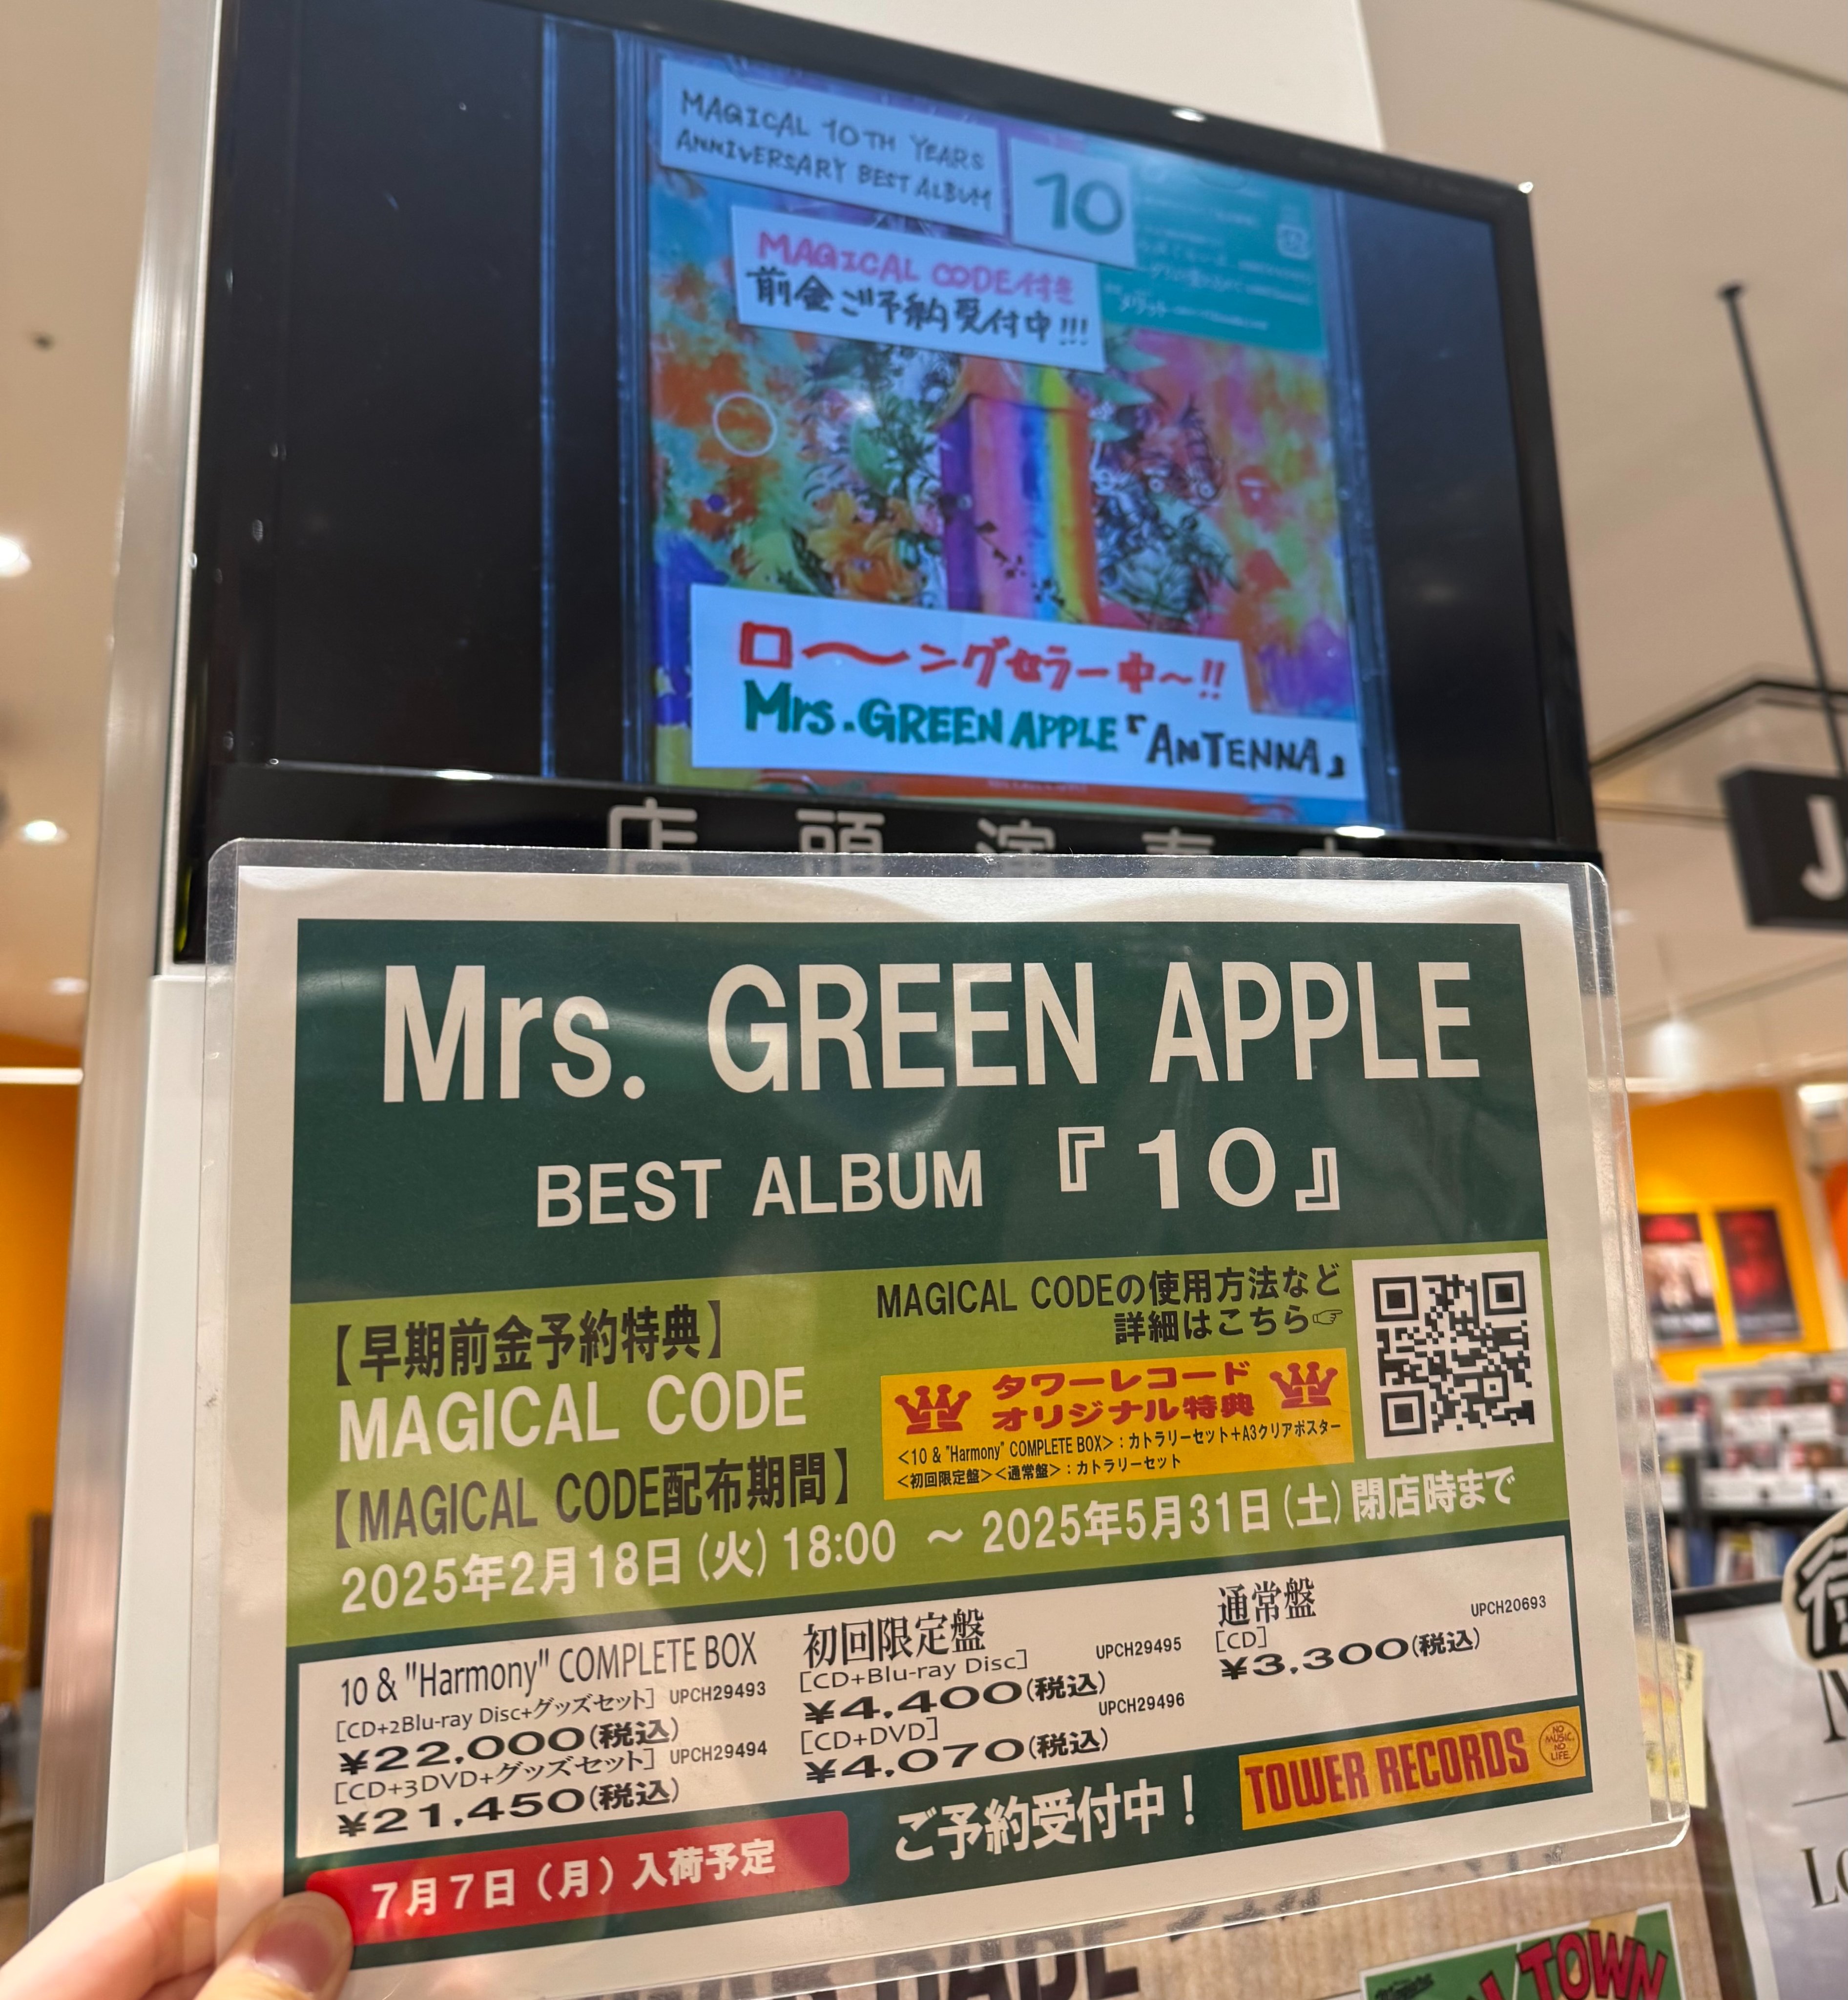 MAGICAL 10TH YEARS
ANNIVERSARY BEST ALBUM
10
MAGICAL CODE付き
前金ご予約受付中!!!
ロ〜ングセラー中〜!!
Mrs.GREEN APPLE『ANTENNA』
店頭演奏中
Mrs. GREEN APPLE
BEST ALBUM 『10』
【早期前金予約特典】
MAGICAL CODE
MAGICAL CODEの使用方法など
詳細はこちら☞
タワーレコード
オリジナル特典
<10 & "Harmony" COMPLETE BOX>：カトラリーセット+A3クリアポスター
<初回限定盤><通常盤>：カトラリーセット
【MAGICAL CODE配布期間】
2025年2月18日(火) 18:00 ～ 2025年5月31日(土) 閉店時まで
10 & "Harmony" COMPLETE BOX
[CD+2Blu-ray Disc+グッズセット] UPCH29493
¥22,000(税込)
[CD+3DVD+グッズセット] UPCH29494
¥21,450(税込)
初回限定盤
[CD+Blu-ray Disc] UPCH29495
¥4,400(税込)
[CD+DVD] UPCH29496
¥4,070(税込)
通常盤
[CD] UPCH20693
¥3,300(税込)
7月7日(月)入荷予定
ご予約受付中！
TOWER RECORDS
NO MUSIC, NO LIFE.
TOWN